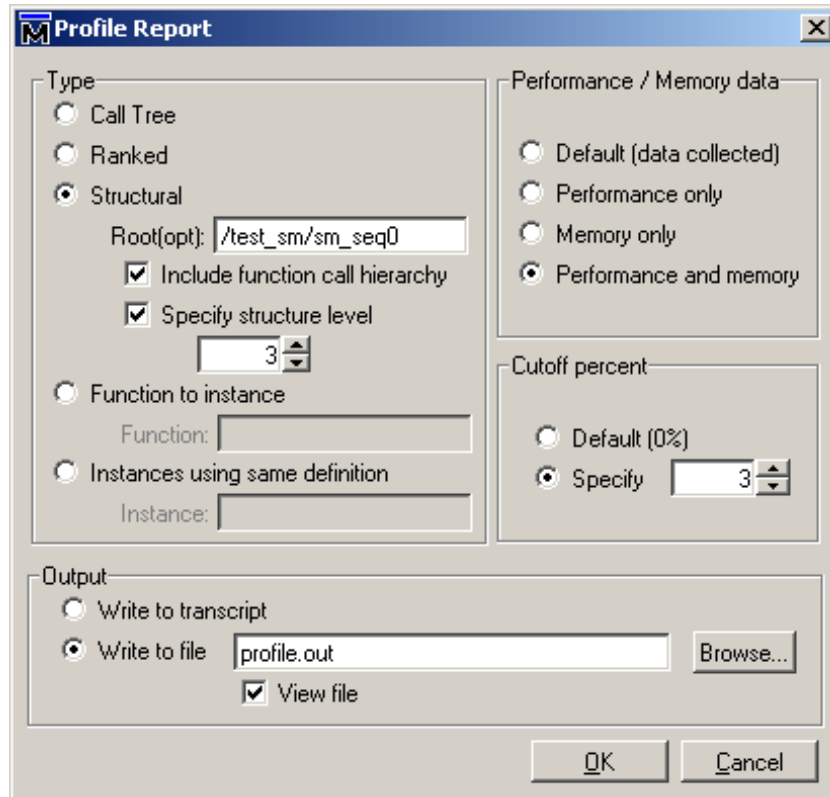 Profile Report
Type
Call Tree
Ranked
Structural
Root(opt): /test_sm/sm_seq0
Include function call hierarchy
Specify structure level
3
Function to instance
Function:
Instances using same definition
Instance:
Performance / Memory data
Default (data collected)
Performance only
Memory only
Performance and memory
Cutoff percent
Default (0%)
Specify 3
Output
Write to transcript
Write to file profile.out Browse...
View file
OK Cancel